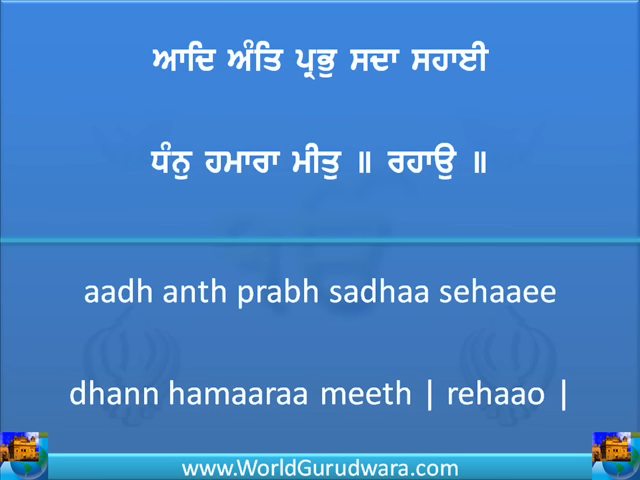 ਆਦਿ ਅੰਤਿ ਪ੍ਰਭੁ ਸਦਾ ਸਹਾਈ
ਧੰਨੁ ਹਮਾਰਾ ਮੀਤੁ ॥ ਰਹਾਉ ॥
aadh anth prabh sadhaa sehaaee
dhann hamaaraa meeth | rehaao |
www.WorldGurudwara.com